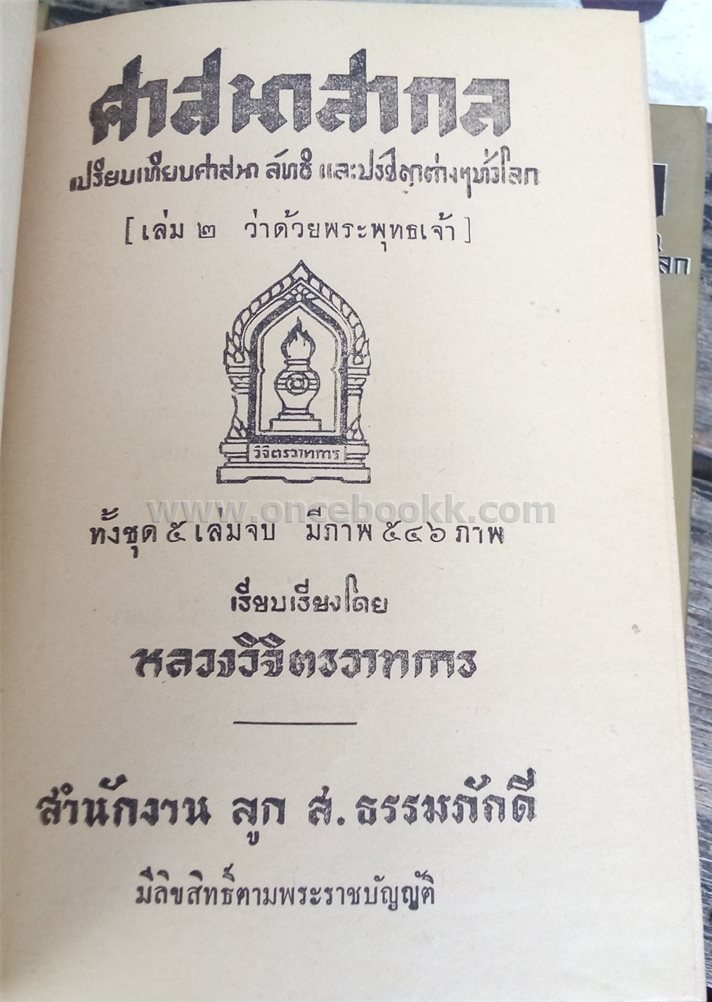 ศาสนาสากล
เปรียบเทียบศาสนา ลัทธิ และปรัชญาต่างๆทั่วโลก
[ เล่ม ๒ ว่าด้วยพระพุทธเจ้า ]
วิจิตรวาทการ
www.oncebookk.com
ทั้งชุด ๕ เล่มจบ มีภาพ ๕๔๖ ภาพ
เรียบเรียงโดย
หลวงวิจิตรวาทการ
สำนักงาน ลูก ส. ธรรมภักดี
มีลิขสิทธิ์ตามพระราชบัญญัติ